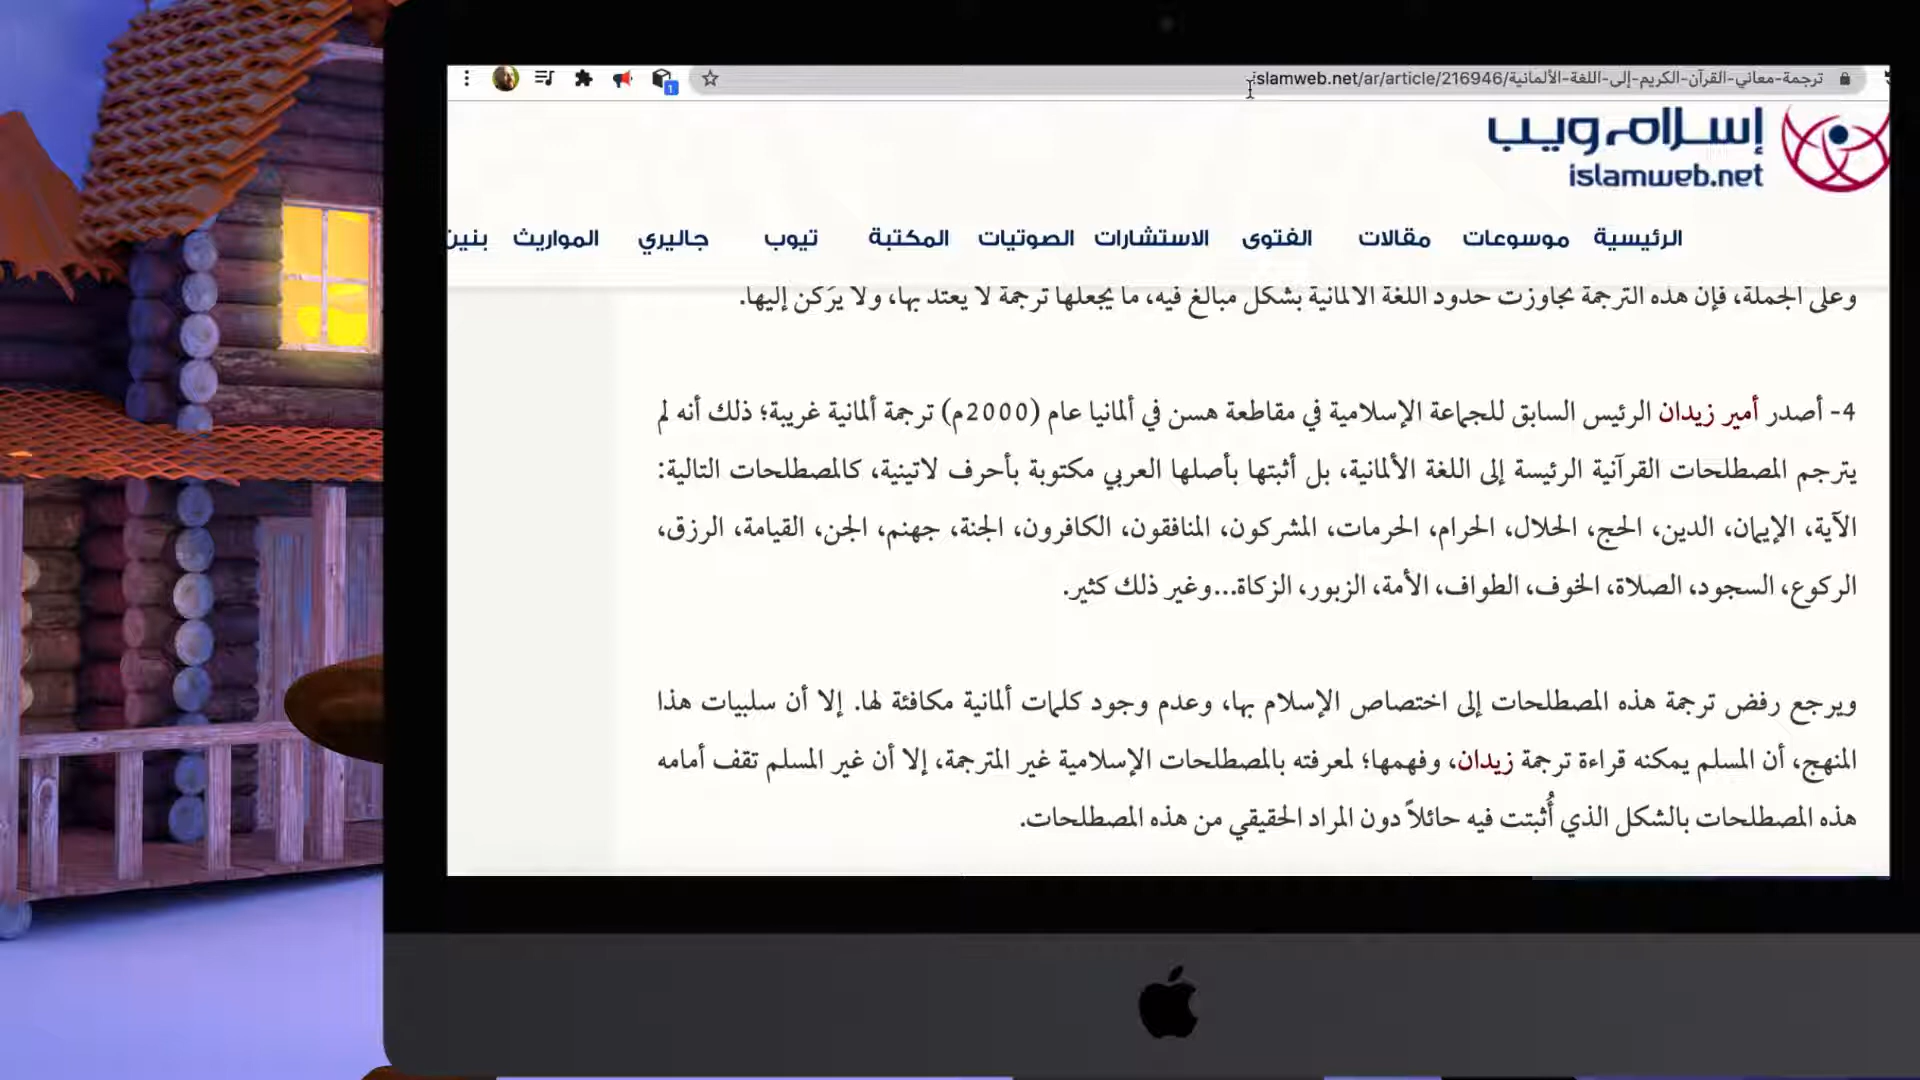 islamweb.net/ar/article/216946/ترجمة-معاني-القرآن-الكريم-إلى-اللغة-الألمانية
1
إسلام ويب
islamweb.net
الرئيسية موسوعات مقالات الفتوى الاستشارات الصوتيات المكتبة تيوب جاليري المواريث بنين
وعلى الجملة، فإن هذه الترجمة تجاوزت حدود اللغة الألمانية بشكل مبالغ فيه، ما يجعلها ترجمة لا يعتد بها، ولا يرَكن إليها.
4- أصدر أمير زيدان الرئيس السابق للجماعة الإسلامية في مقاطعة هسن في ألمانيا عام (2000م) ترجمة ألمانية غريبة؛ ذلك أنه لم
يترجم المصطلحات القرآنية الرئيسة إلى اللغة الألمانية، بل أثبتها بأصلها العربي مكتوبة بأحرف لاتينية، كالمصطلحات التالية:
الآية، الإيمان، الدين، الحج، الحلال، الحرام، الحرمات، المشركون، المنافقون، الكافرون، الجنة، جهنم، الجن، القيامة، الرزق،
الركوع، السجود، الصلاة، الخوف، الطواف، الأمة، الزبور، الزكاة...وغير ذلك كثير.
ويرجع رفض ترجمة هذه المصطلحات إلى اختصاص الإسلام بها، وعدم وجود كلمات ألمانية مكافئة لها. إلا أن سلبيات هذا
المنهج، أن المسلم يمكنه قراءة ترجمة زيدان، وفهمها؛ لمعرفته بالمصطلحات الإسلامية غير المترجمة، إلا أن غير المسلم تقف أمامه
هذه المصطلحات بالشكل الذي أُثبتت فيه حائلاً دون المراد الحقيقي من هذه المصطلحات.